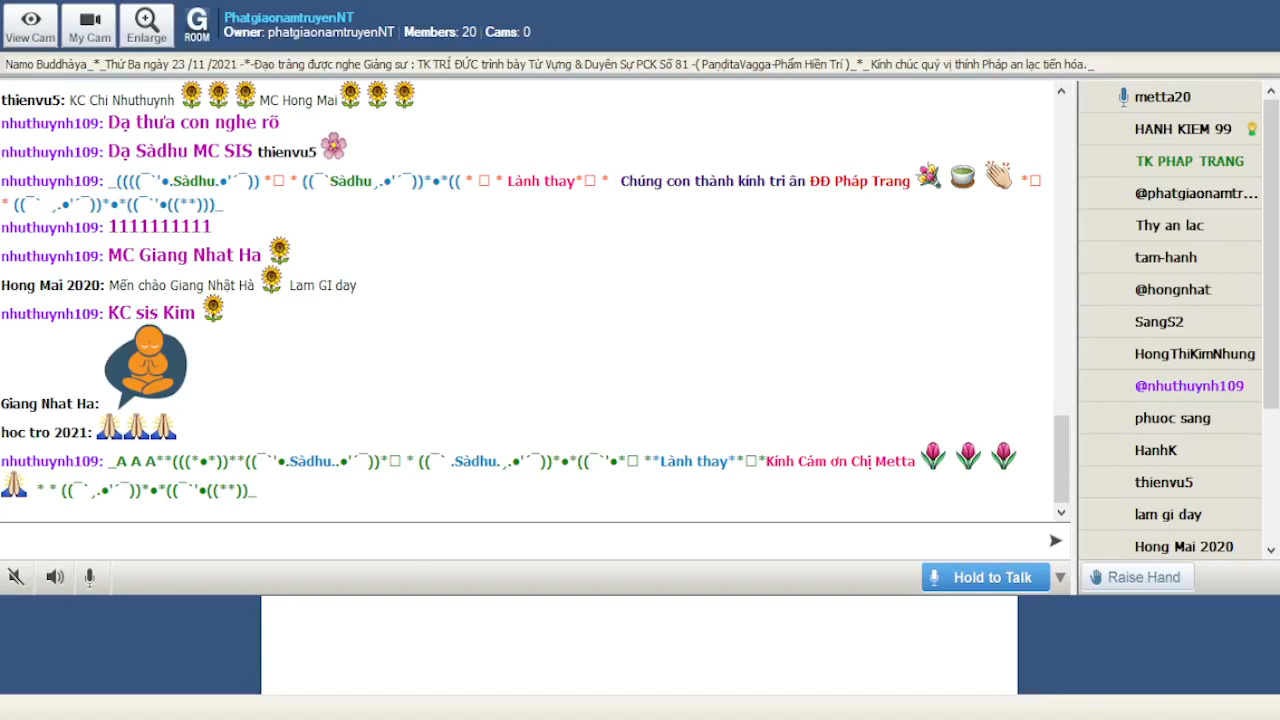 View Cam
My Cam
Enlarge
G ROOM
PhatgiaonamtruyenNT
Owner: phatgiaonamtruyenNT | Members: 20 | Cams: 0
Namo Buddhàya_*_Thứ Ba ngày 23 /11 /2021 -*-Đạo tràng được nghe Giảng sư : TK TRÍ ĐỨC trình bày Từ Vựng & Duyên Sự PCK Số 81 -( PaṇḍitaVagga-Phẩm Hiền Trí )_*_ Kính chúc quý vị thính Pháp an lạc tiến hóa._
thienvu5: KC Chi Nhuthuynh 🌻 🌻 🌻 MC Hong Mai 🌻 🌻 🌻
nhuthuynh109: Dạ thưa con nghe rõ
nhuthuynh109: Dạ Sàdhu MC SIS thienvu5 🌸
nhuthuynh109: _((((¯`'•.Sàdhu.•'´¯)) *□ * ((¯`Sàdhu¸.•'´¯))*•*(( * □ * Lành thay*□ * Chúng con thành kính tri ân ĐĐ Pháp Trang 💐 🍵 👏 *□
* ((¯` ¸.•'´¯))*•*((¯`'•((**)))_
nhuthuynh109: 1111111111
nhuthuynh109: MC Giang Nhat Ha 🌻
Hong Mai 2020: Mến chào Giang Nhật Hà 🌻 Lam GI day
nhuthuynh109: KC sis Kim 🌻
Giang Nhat Ha:
hoc tro 2021: 🙏🙏🙏
nhuthuynh109: _A A A**(((*•*))**((¯`'•.Sàdhu..•'´¯))*□ * ((¯` .Sàdhu.¸.•'´¯))*•*((¯`'•*□ **Lành thay**□*Kính Cám ơn Chị Metta 🌷 🌷 🌷
🙏 * * ((¯`¸.•'´¯))*•*((¯`'•((**))_
Hold to Talk
metta20
HANH KIEM 99
TK PHAP TRANG
@phatgiaonamtr...
Thy an lac
tam-hanh
@hongnhat
SangS2
HongThiKimNhung
@nhuthuynh109
phuoc sang
HanhK
thienvu5
lam gi day
Hong Mai 2020
Raise Hand